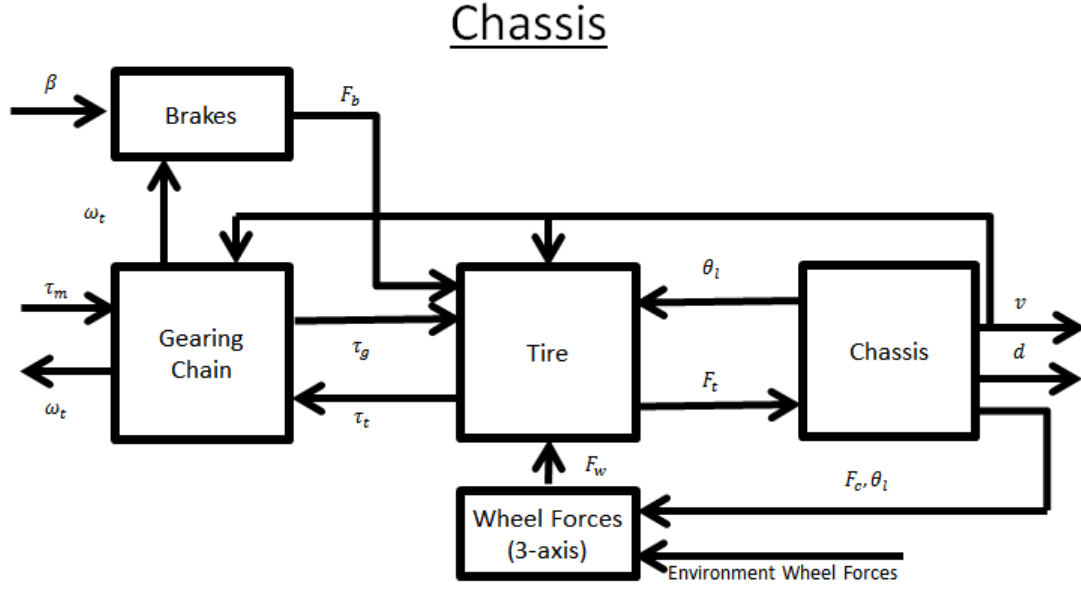 Chassis
β
Brakes
F_b
ω_t
τ_m
Gearing
Chain
ω_t
τ_g
τ_t
Tire
θ_l
F_t
Chassis
v
d
F_w
F_c, θ_l
Wheel Forces
(3-axis)
Environment Wheel Forces